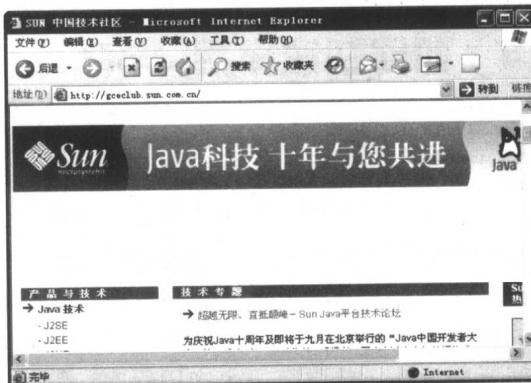 SUN 中国技术社区 - Microsoft Internet Explorer
文件(F) 编辑(E) 查看(V) 收藏(A) 工具(T) 帮助(H)
后退 搜索 收藏夹
地址(D) http://gceclub.sun.com.cn/ 转到 链接
Sun microsystems Java科技 十年与您共进 Java
产品与技术 技术专题
→ Java 技术
- J2SE
- J2EE
→ 超越无限、直抵巅峰 – Sun Java平台技术论坛
为庆祝Java十周年及即将于九月在北京举行的“Java中国开发者大
完毕 Internet